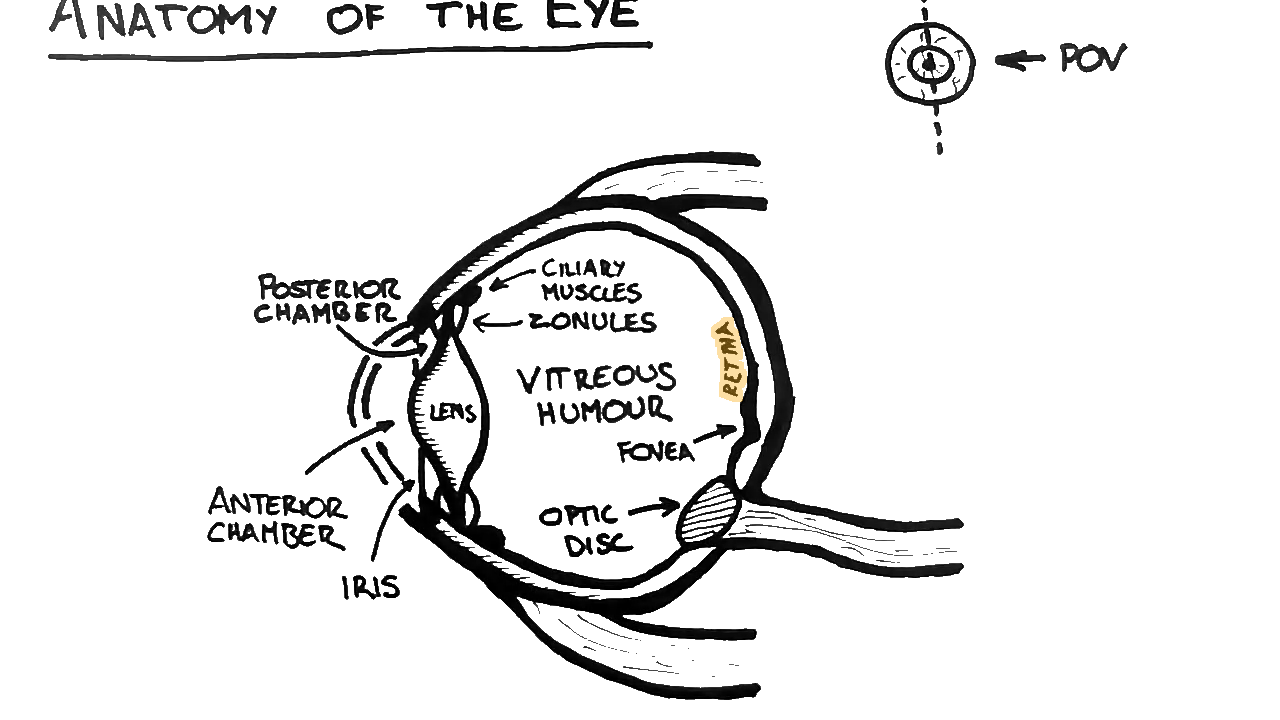 ANATOMY OF THE EYE
POV
CILIARY
MUSCLES
POSTERIOR
CHAMBER
ZONULES
RETINA
VITREOUS
HUMOUR
LENS
FOVEA
ANTERIOR
CHAMBER
OPTIC
DISC
IRIS